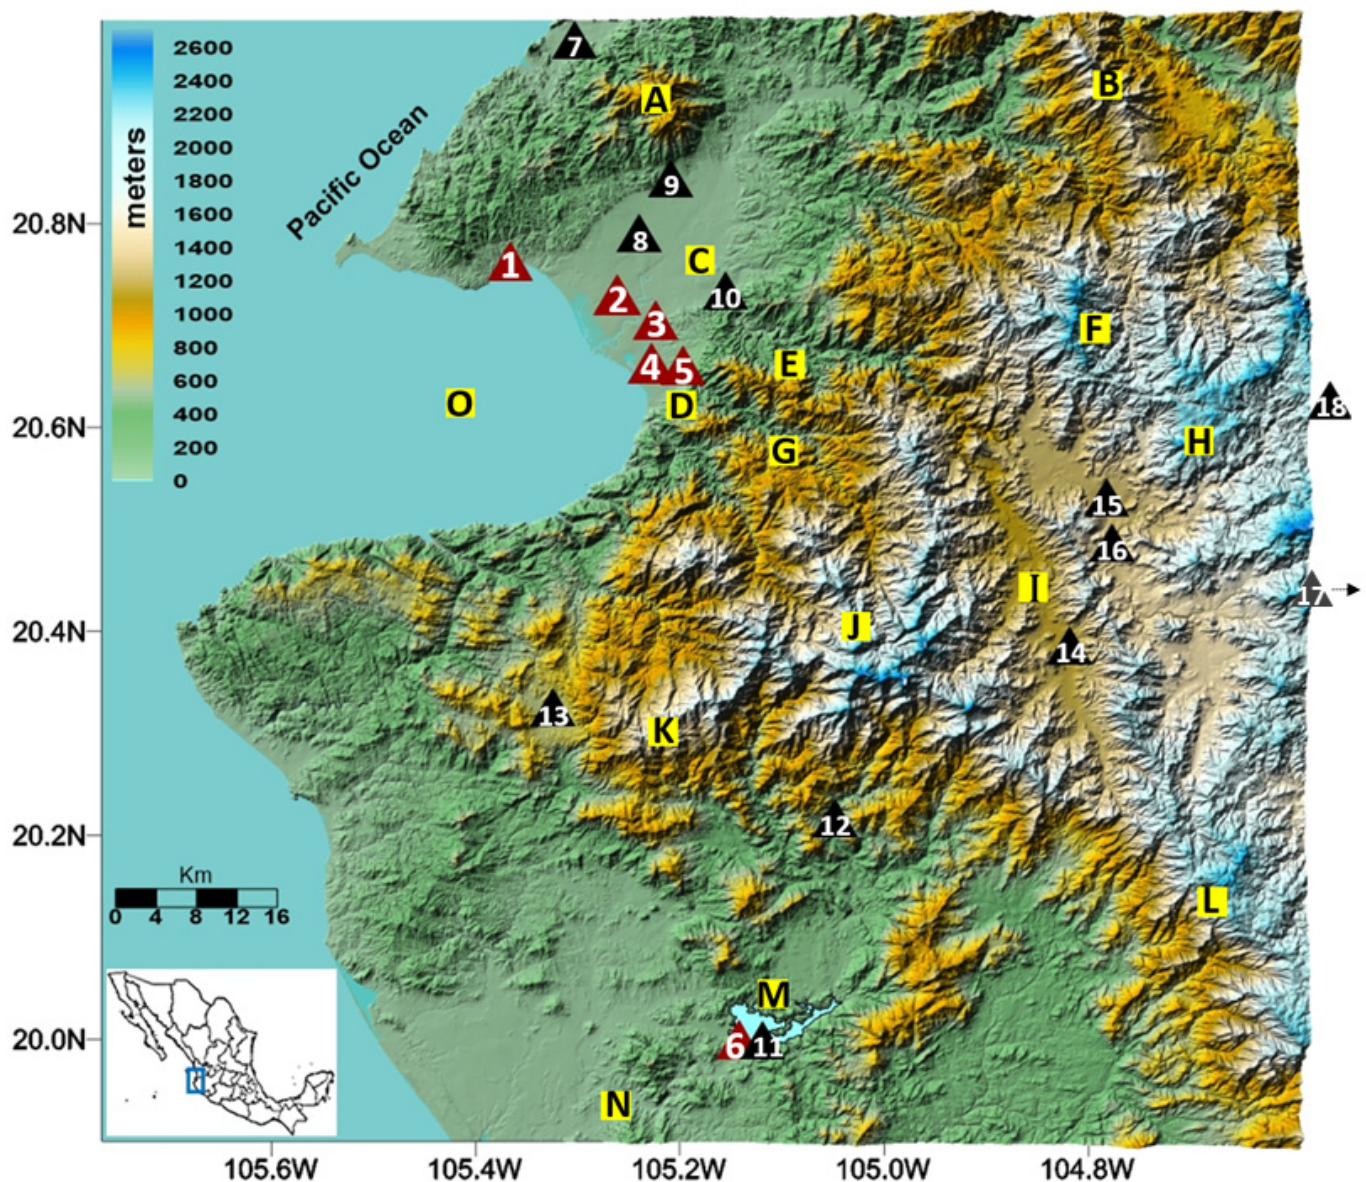 2600
2400
2200
2000
1800
1600
1400
1200
1000
800
600
400
200
0
meters
Pacific Ocean
7
A
B
9
8
C
1
10
2
3
F
4
5
E
18
O
D
H
G
15
16
I
17
J
14
13
K
12
L
M
6
11
N
20.8N
20.6N
20.4N
20.2N
20.0N
Km
0 4 8 12 16
105.6W 105.4W 105.2W 105.0W 104.8W